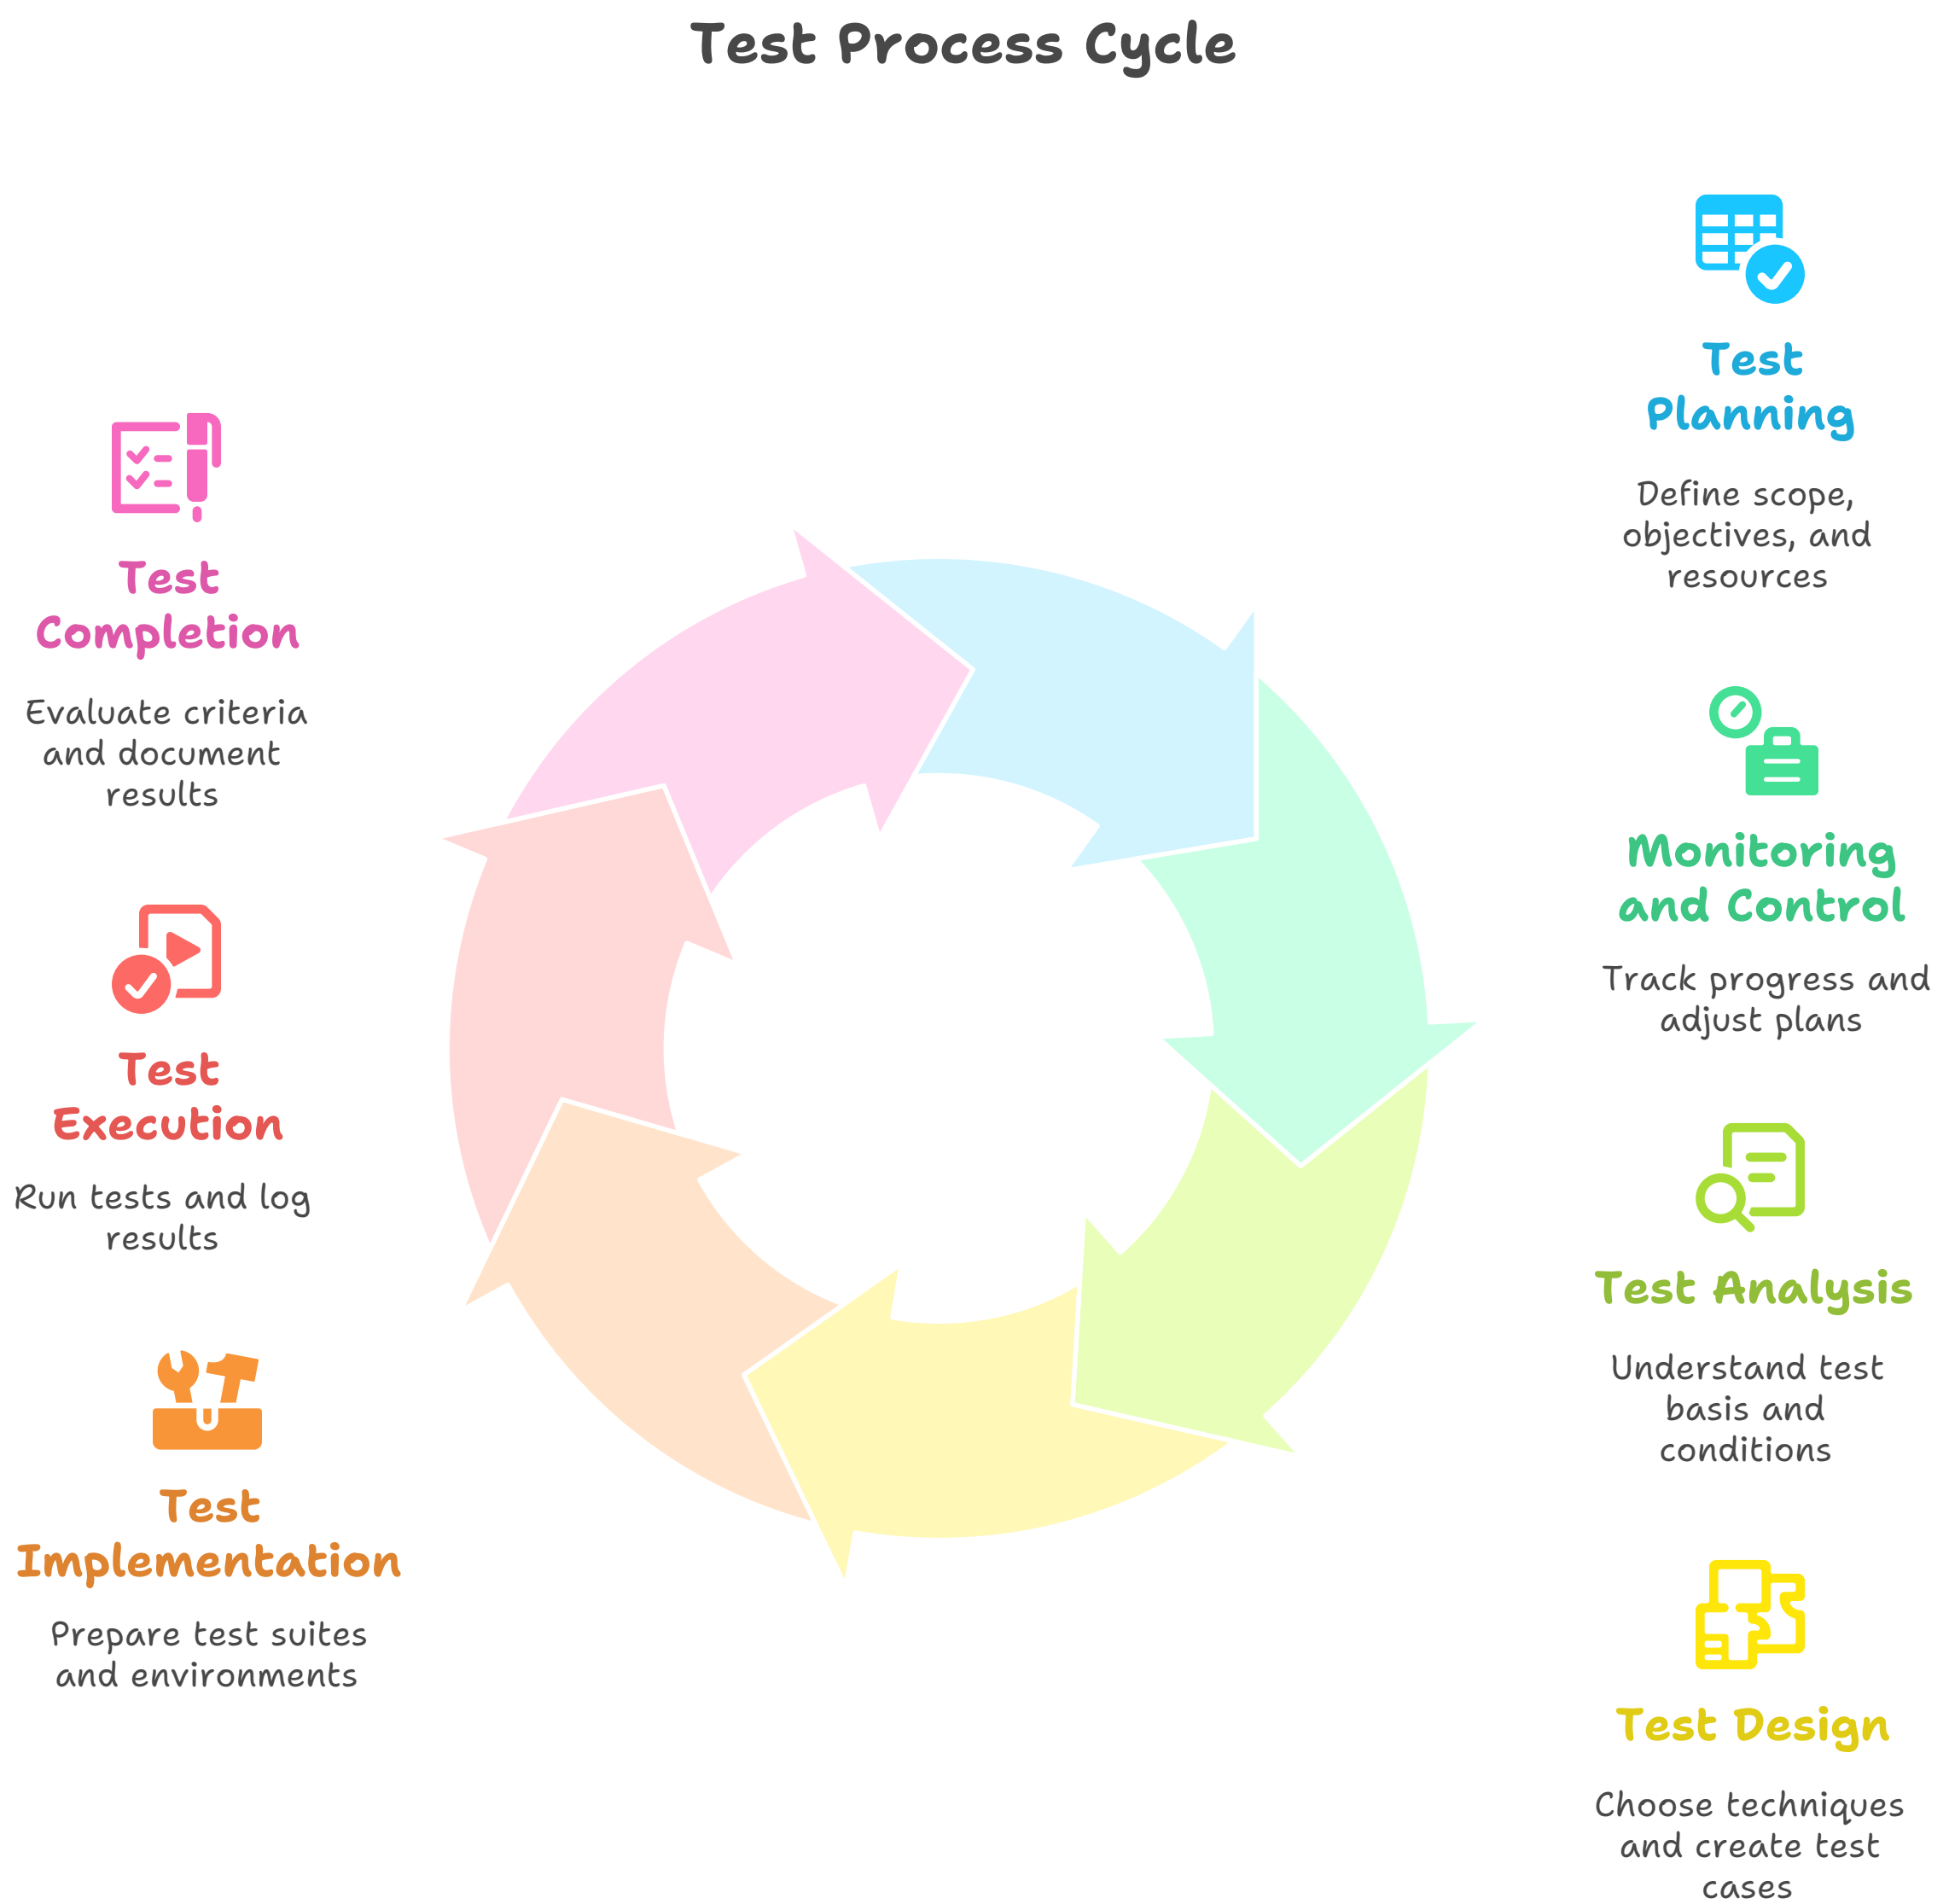 Test Process Cycle
Test
Planning
Define scope,
objectives, and
resources
Monitoring
and Control
Track progress and
adjust plans
Test Analysis
Understand test
basis and
conditions
Test Design
Choose techniques
and create test
cases
Test
Implementation
Prepare test suites
and environments
Test
Execution
Run tests and log
results
Test
Completion
Evaluate criteria
and document
results